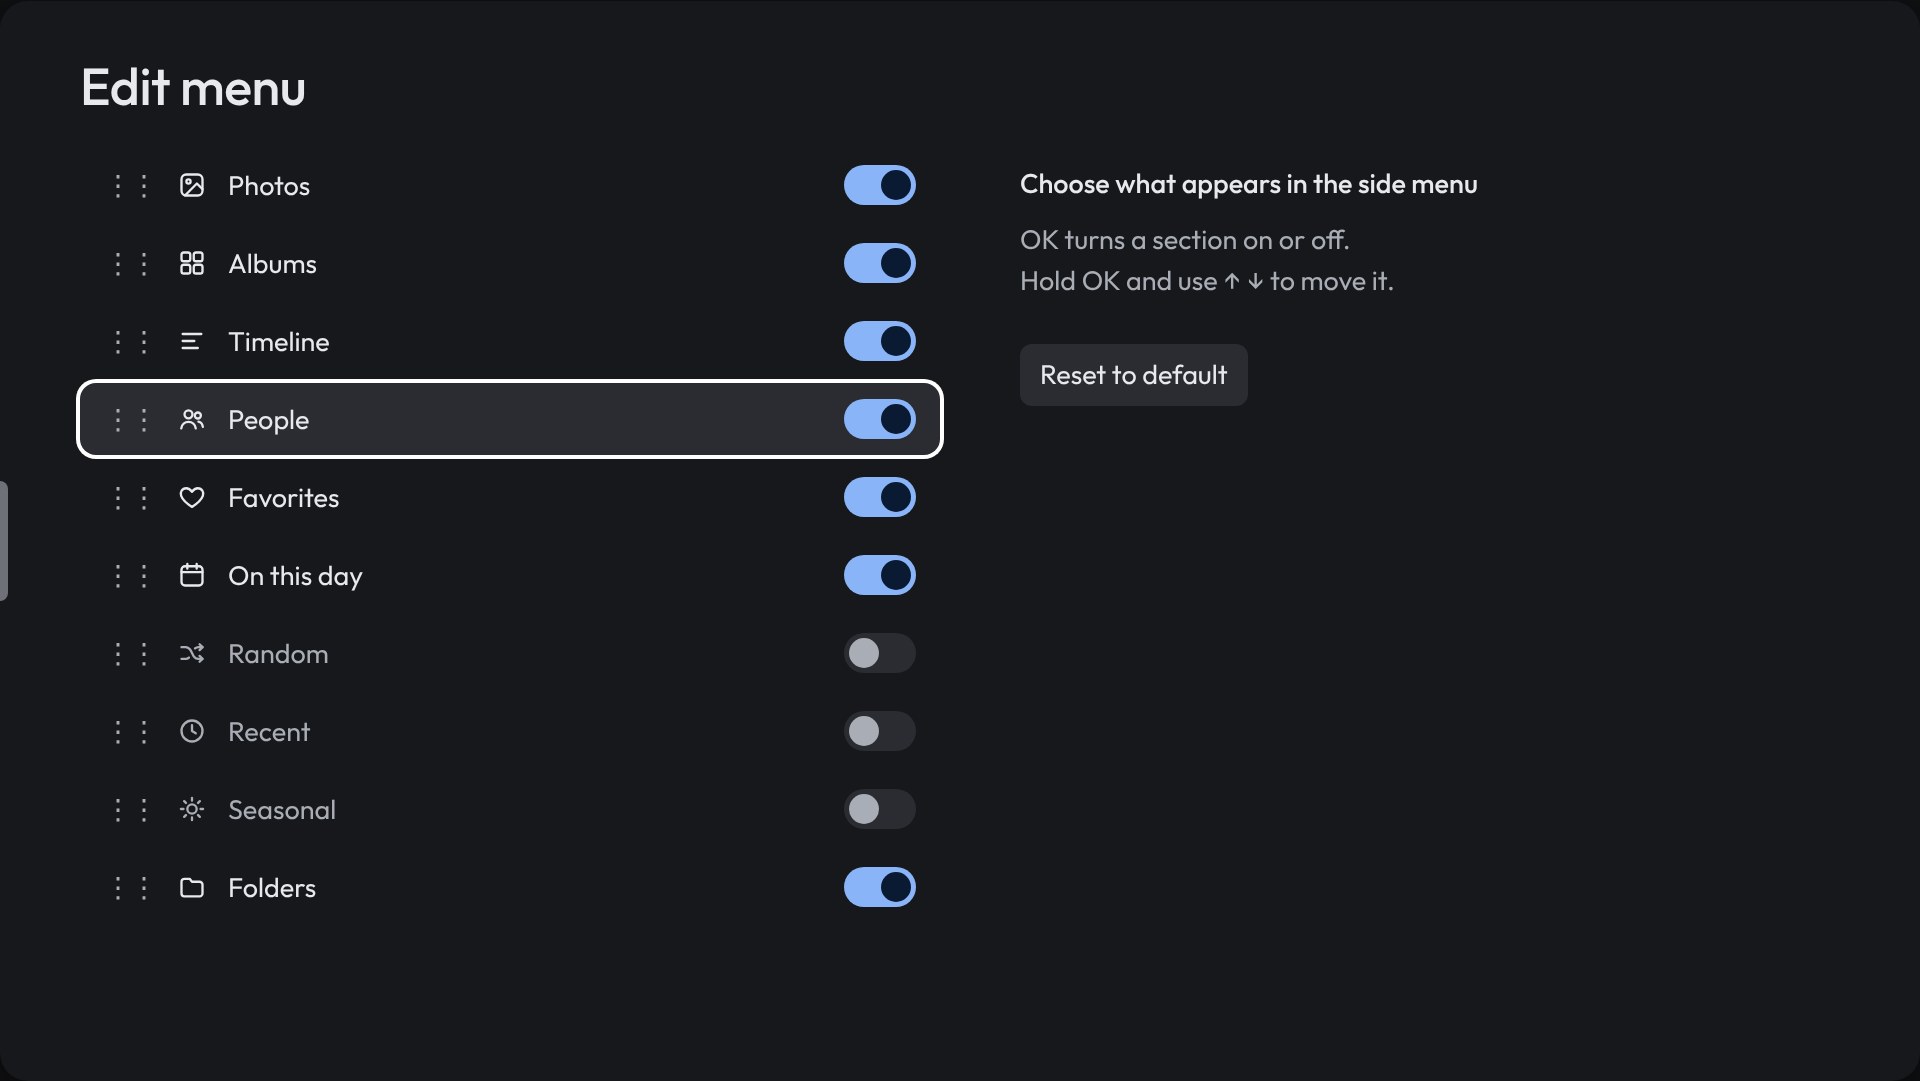 Edit menu
Photos
Albums
Timeline
People
Favorites
On this day
Random
Recent
Seasonal
Folders
Choose what appears in the side menu
OK turns a section on or off.
Hold OK and use ↑ ↓ to move it.
Reset to default